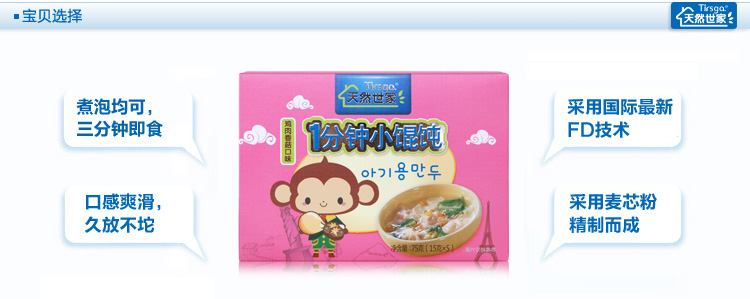 宝贝选择
Tirsga
天然世家
煮泡均可，
三分钟即食
口感爽滑，
久放不坨
Tirsga
天然世家
鸡肉香菇口味
1分钟小馄饨
아기용만두
净含量：75克（15克×5）
采用国际最新
FD技术
采用麦芯粉
精制而成